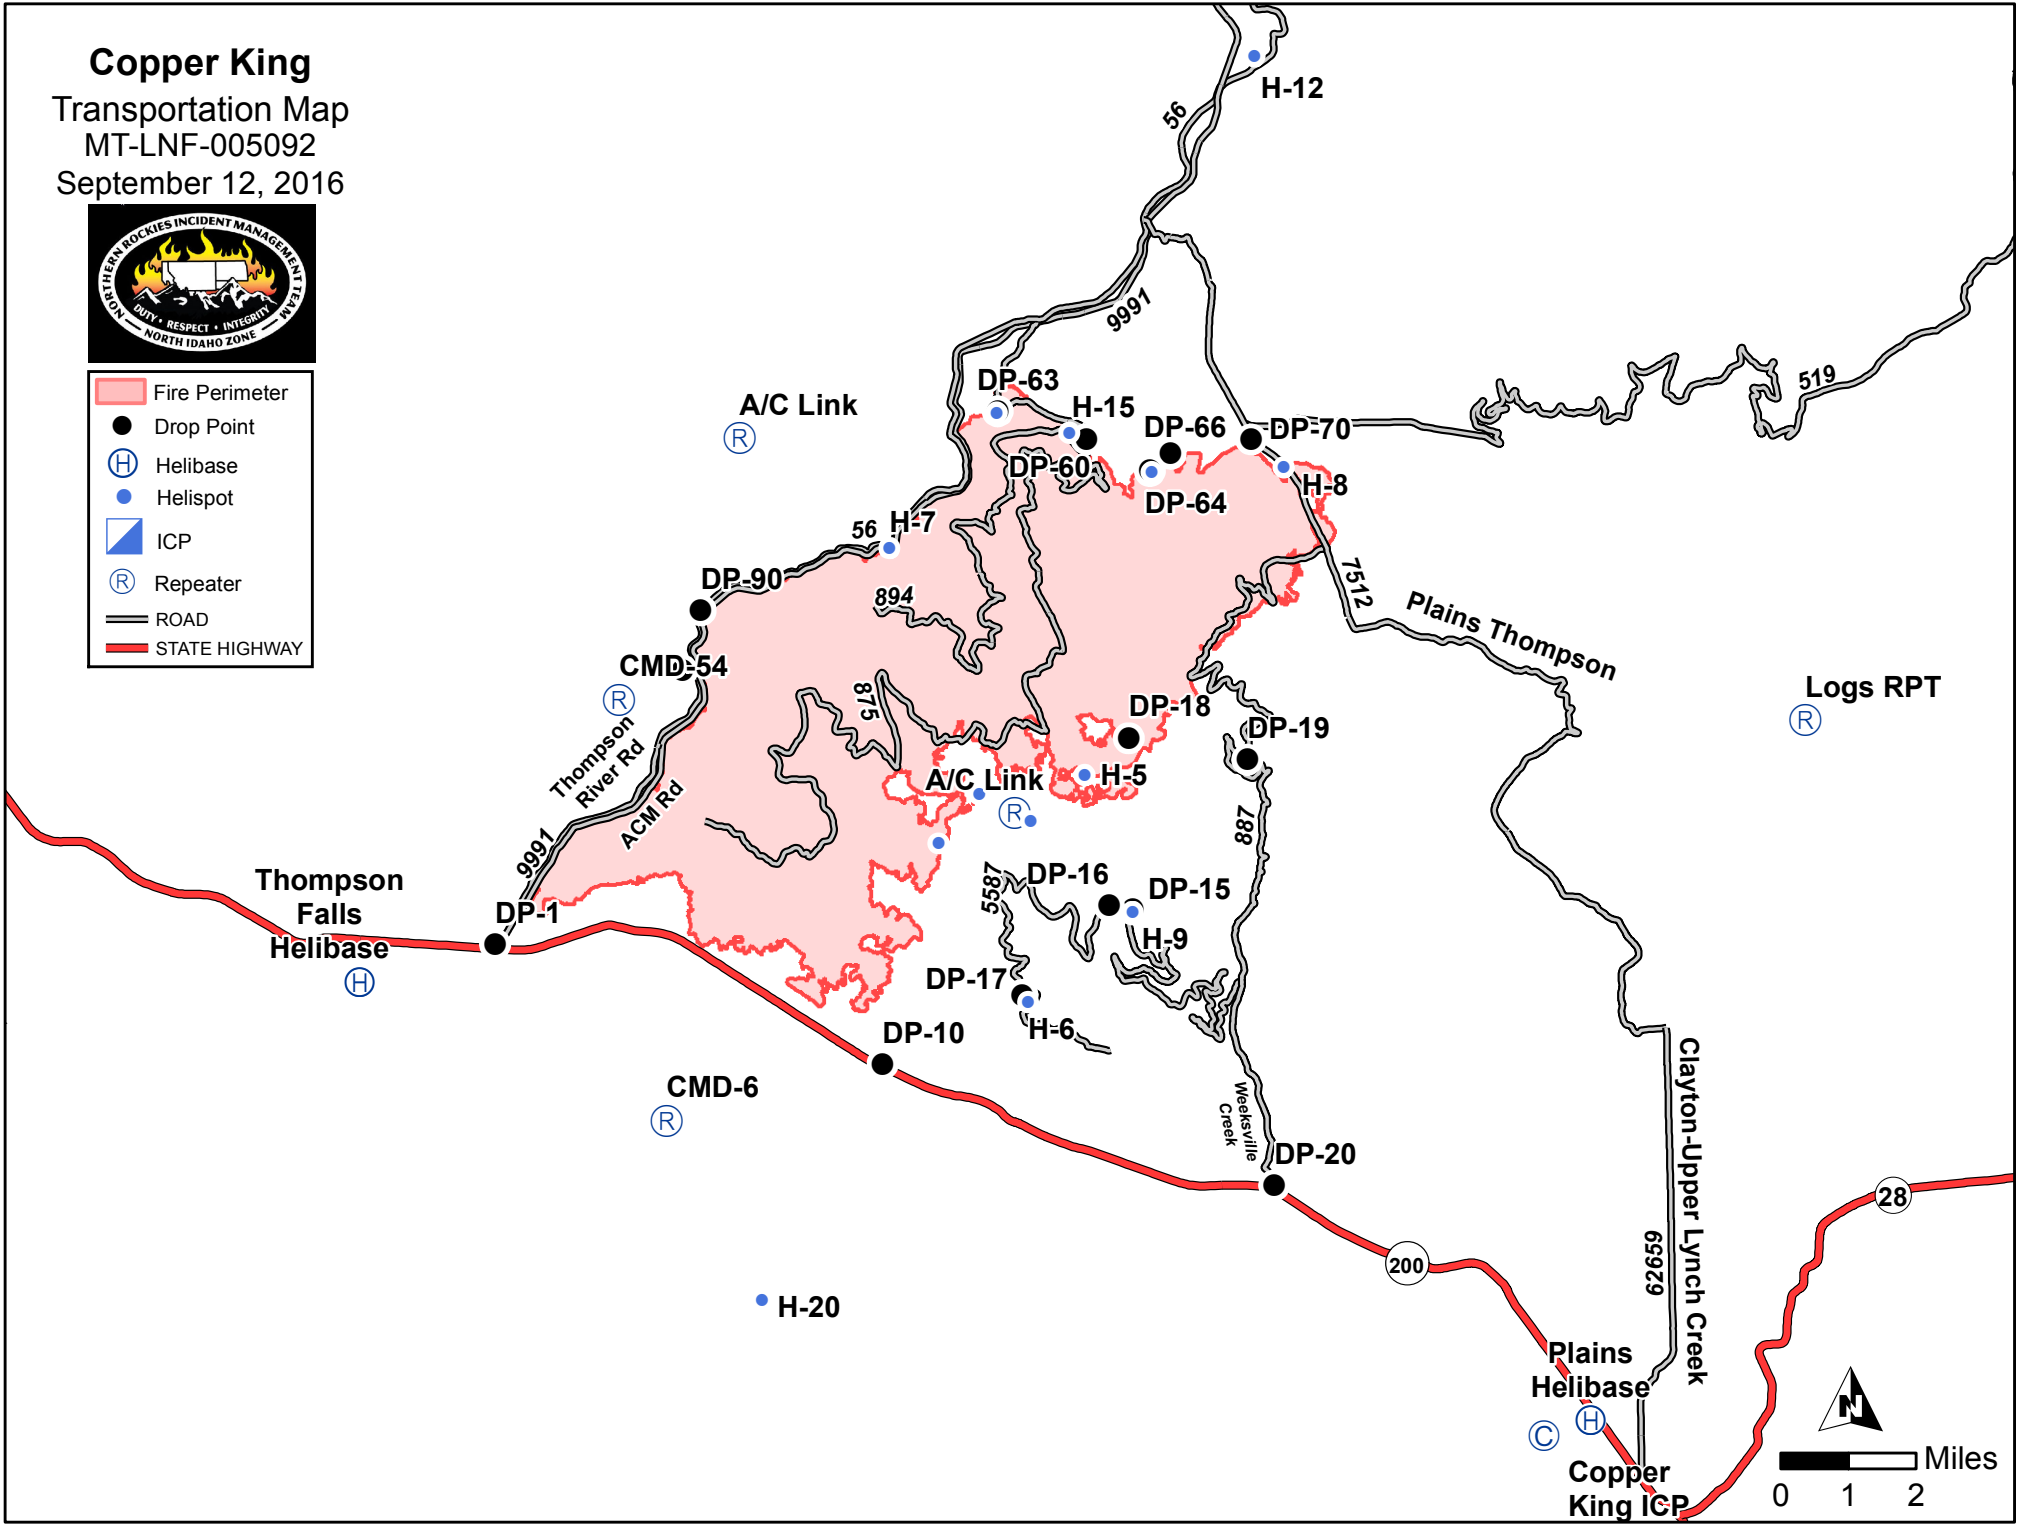 Copper King
Transportation Map
MT-LNF-005092
September 12, 2016
NORTHERN ROCKIES INCIDENT MANAGEMENT TEAM
DUTY • RESPECT • INTEGRITY
NORTH IDAHO ZONE
Fire Perimeter
Drop Point
H Helibase
Helispot
ICP
R Repeater
ROAD
STATE HIGHWAY
H-12
56
9991
DP-63
A/C Link
R
H-15
DP-66
DP-70
519
DP-60
H-8
DP-64
56
H-7
DP-90
894
7512
Plains Thompson
CMD-54
R
875
DP-18
Logs RPT
R
DP-19
Thompson
River Rd
A/C Link
R
H-5
ACM Rd
887
9991
Thompson
Falls
Helibase
H
DP-1
5587
DP-16
DP-15
H-9
DP-17
H-6
DP-10
CMD-6
R
Weeksville
Creek
DP-20
Clayton-Upper Lynch Creek
62659
28
200
H-20
Plains
Helibase
H
C
Copper
King ICP
N
Miles
0 1 2